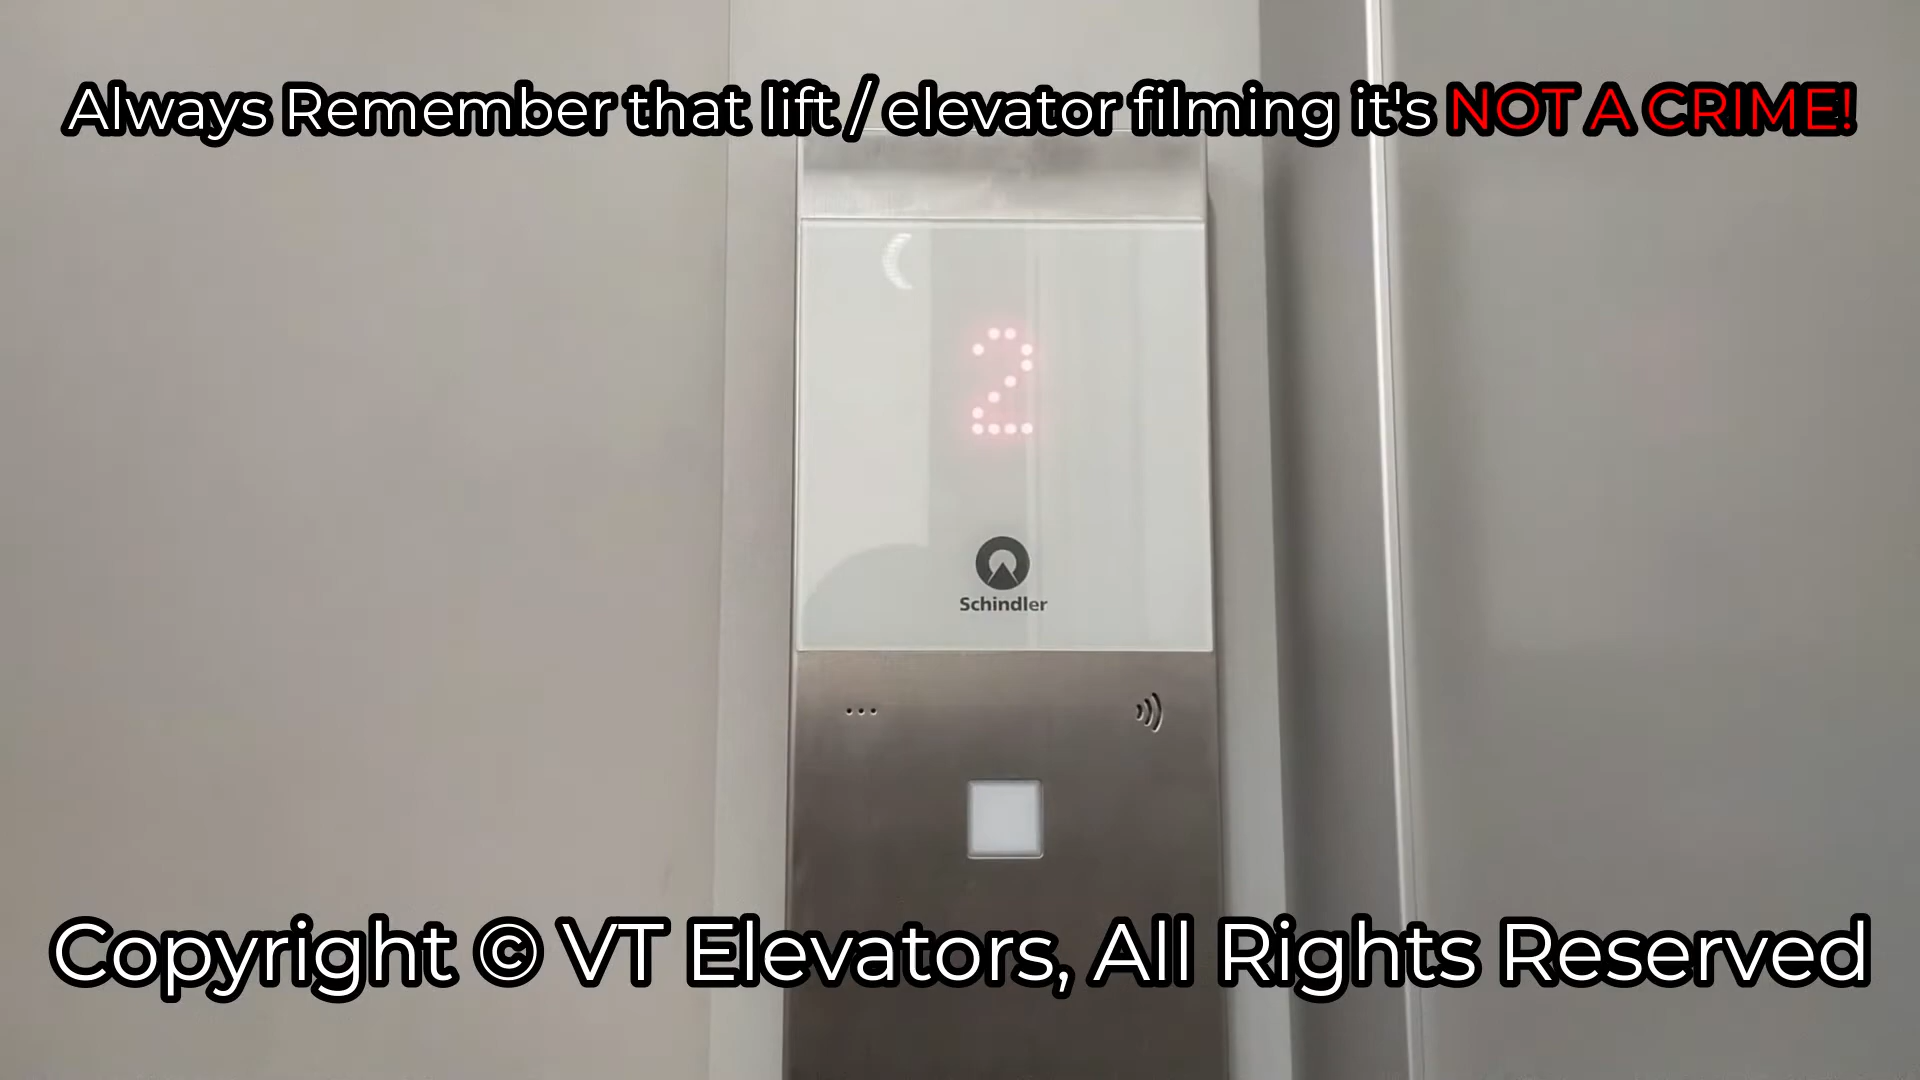 Always Remember that lift / elevator filming it's NOT A CRIME!
2
Schindler
Copyright © VT Elevators, All Rights Reserved